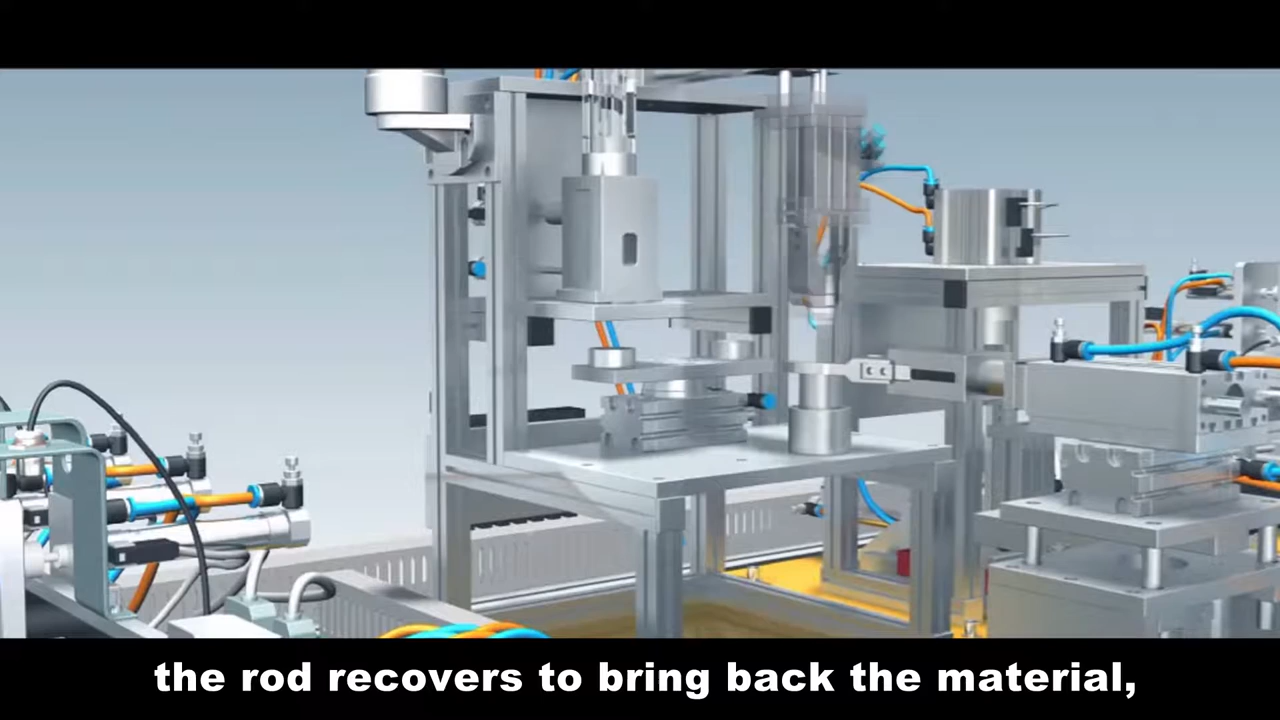 the rod recovers to bring back the material,